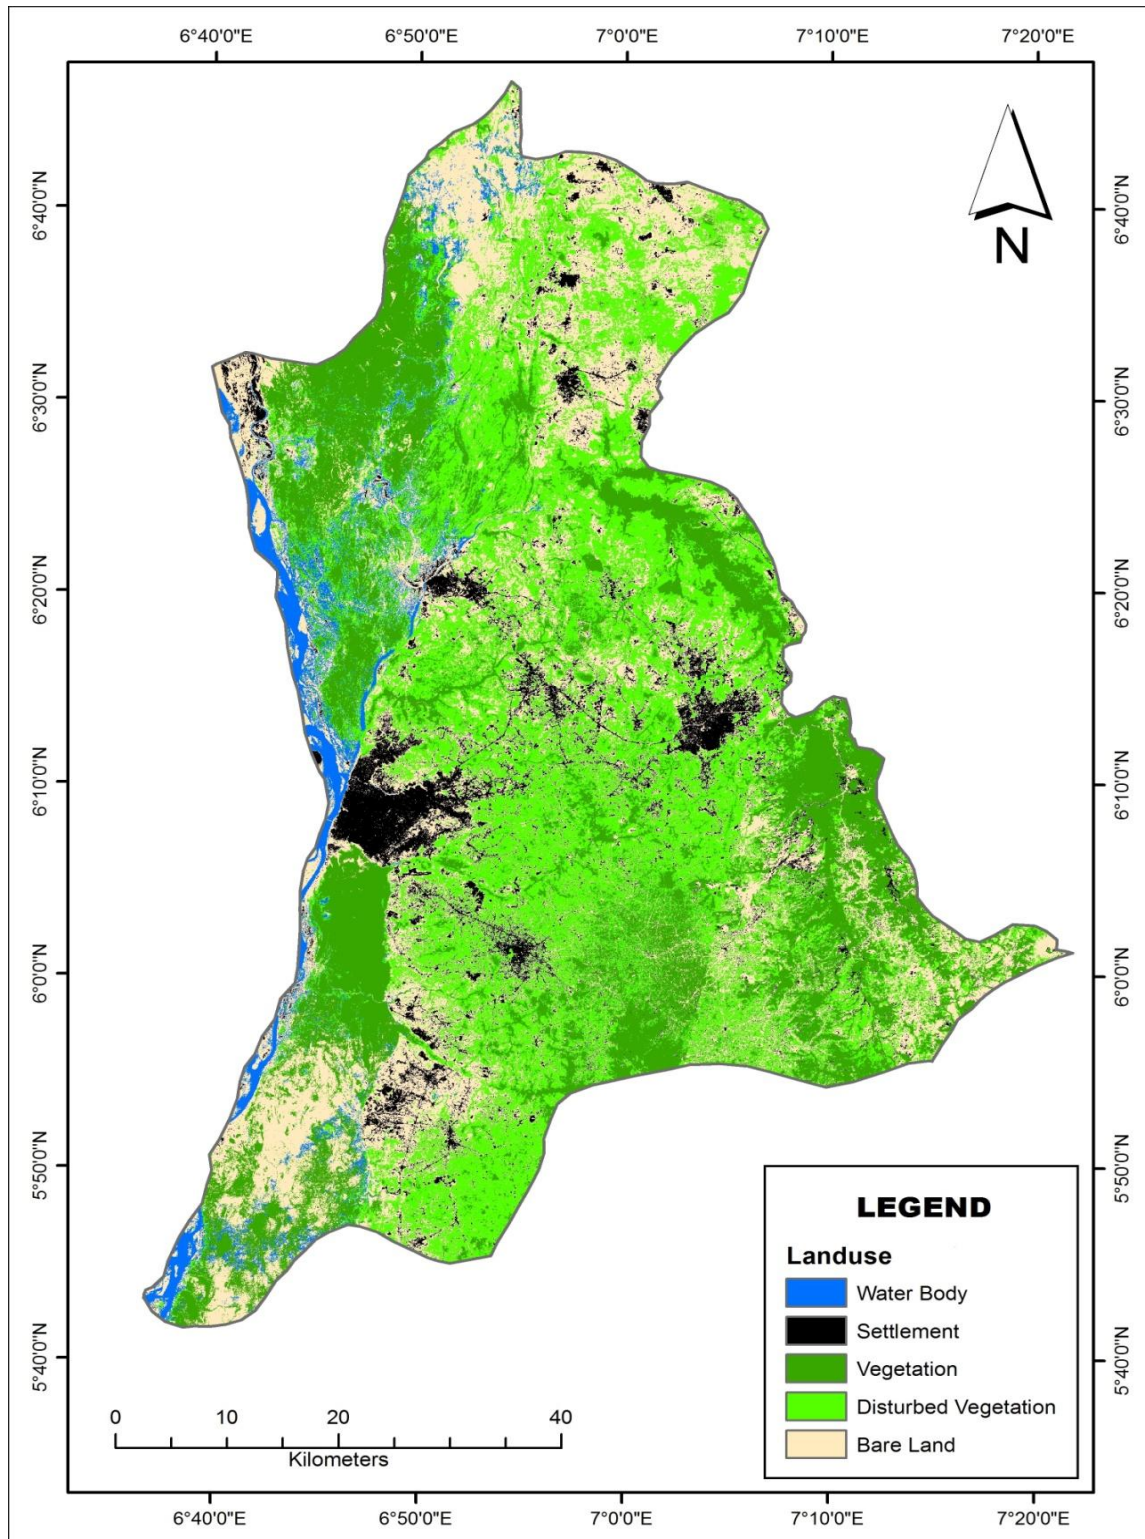 6°40'0"E 6°50'0"E 7°0'0"E 7°10'0"E 7°20'0"E
6°40'0"N
6°30'0"N
6°20'0"N
6°10'0"N
6°0'0"N
5°50'0"N
5°40'0"N
N
6°40'0"N
6°30'0"N
6°20'0"N
6°10'0"N
6°0'0"N
5°50'0"N
5°40'0"N
LEGEND
Landuse
Water Body
Settlement
Vegetation
Disturbed Vegetation
Bare Land
0 10 20 40
Kilometers
6°40'0"E 6°50'0"E 7°0'0"E 7°10'0"E 7°20'0"E